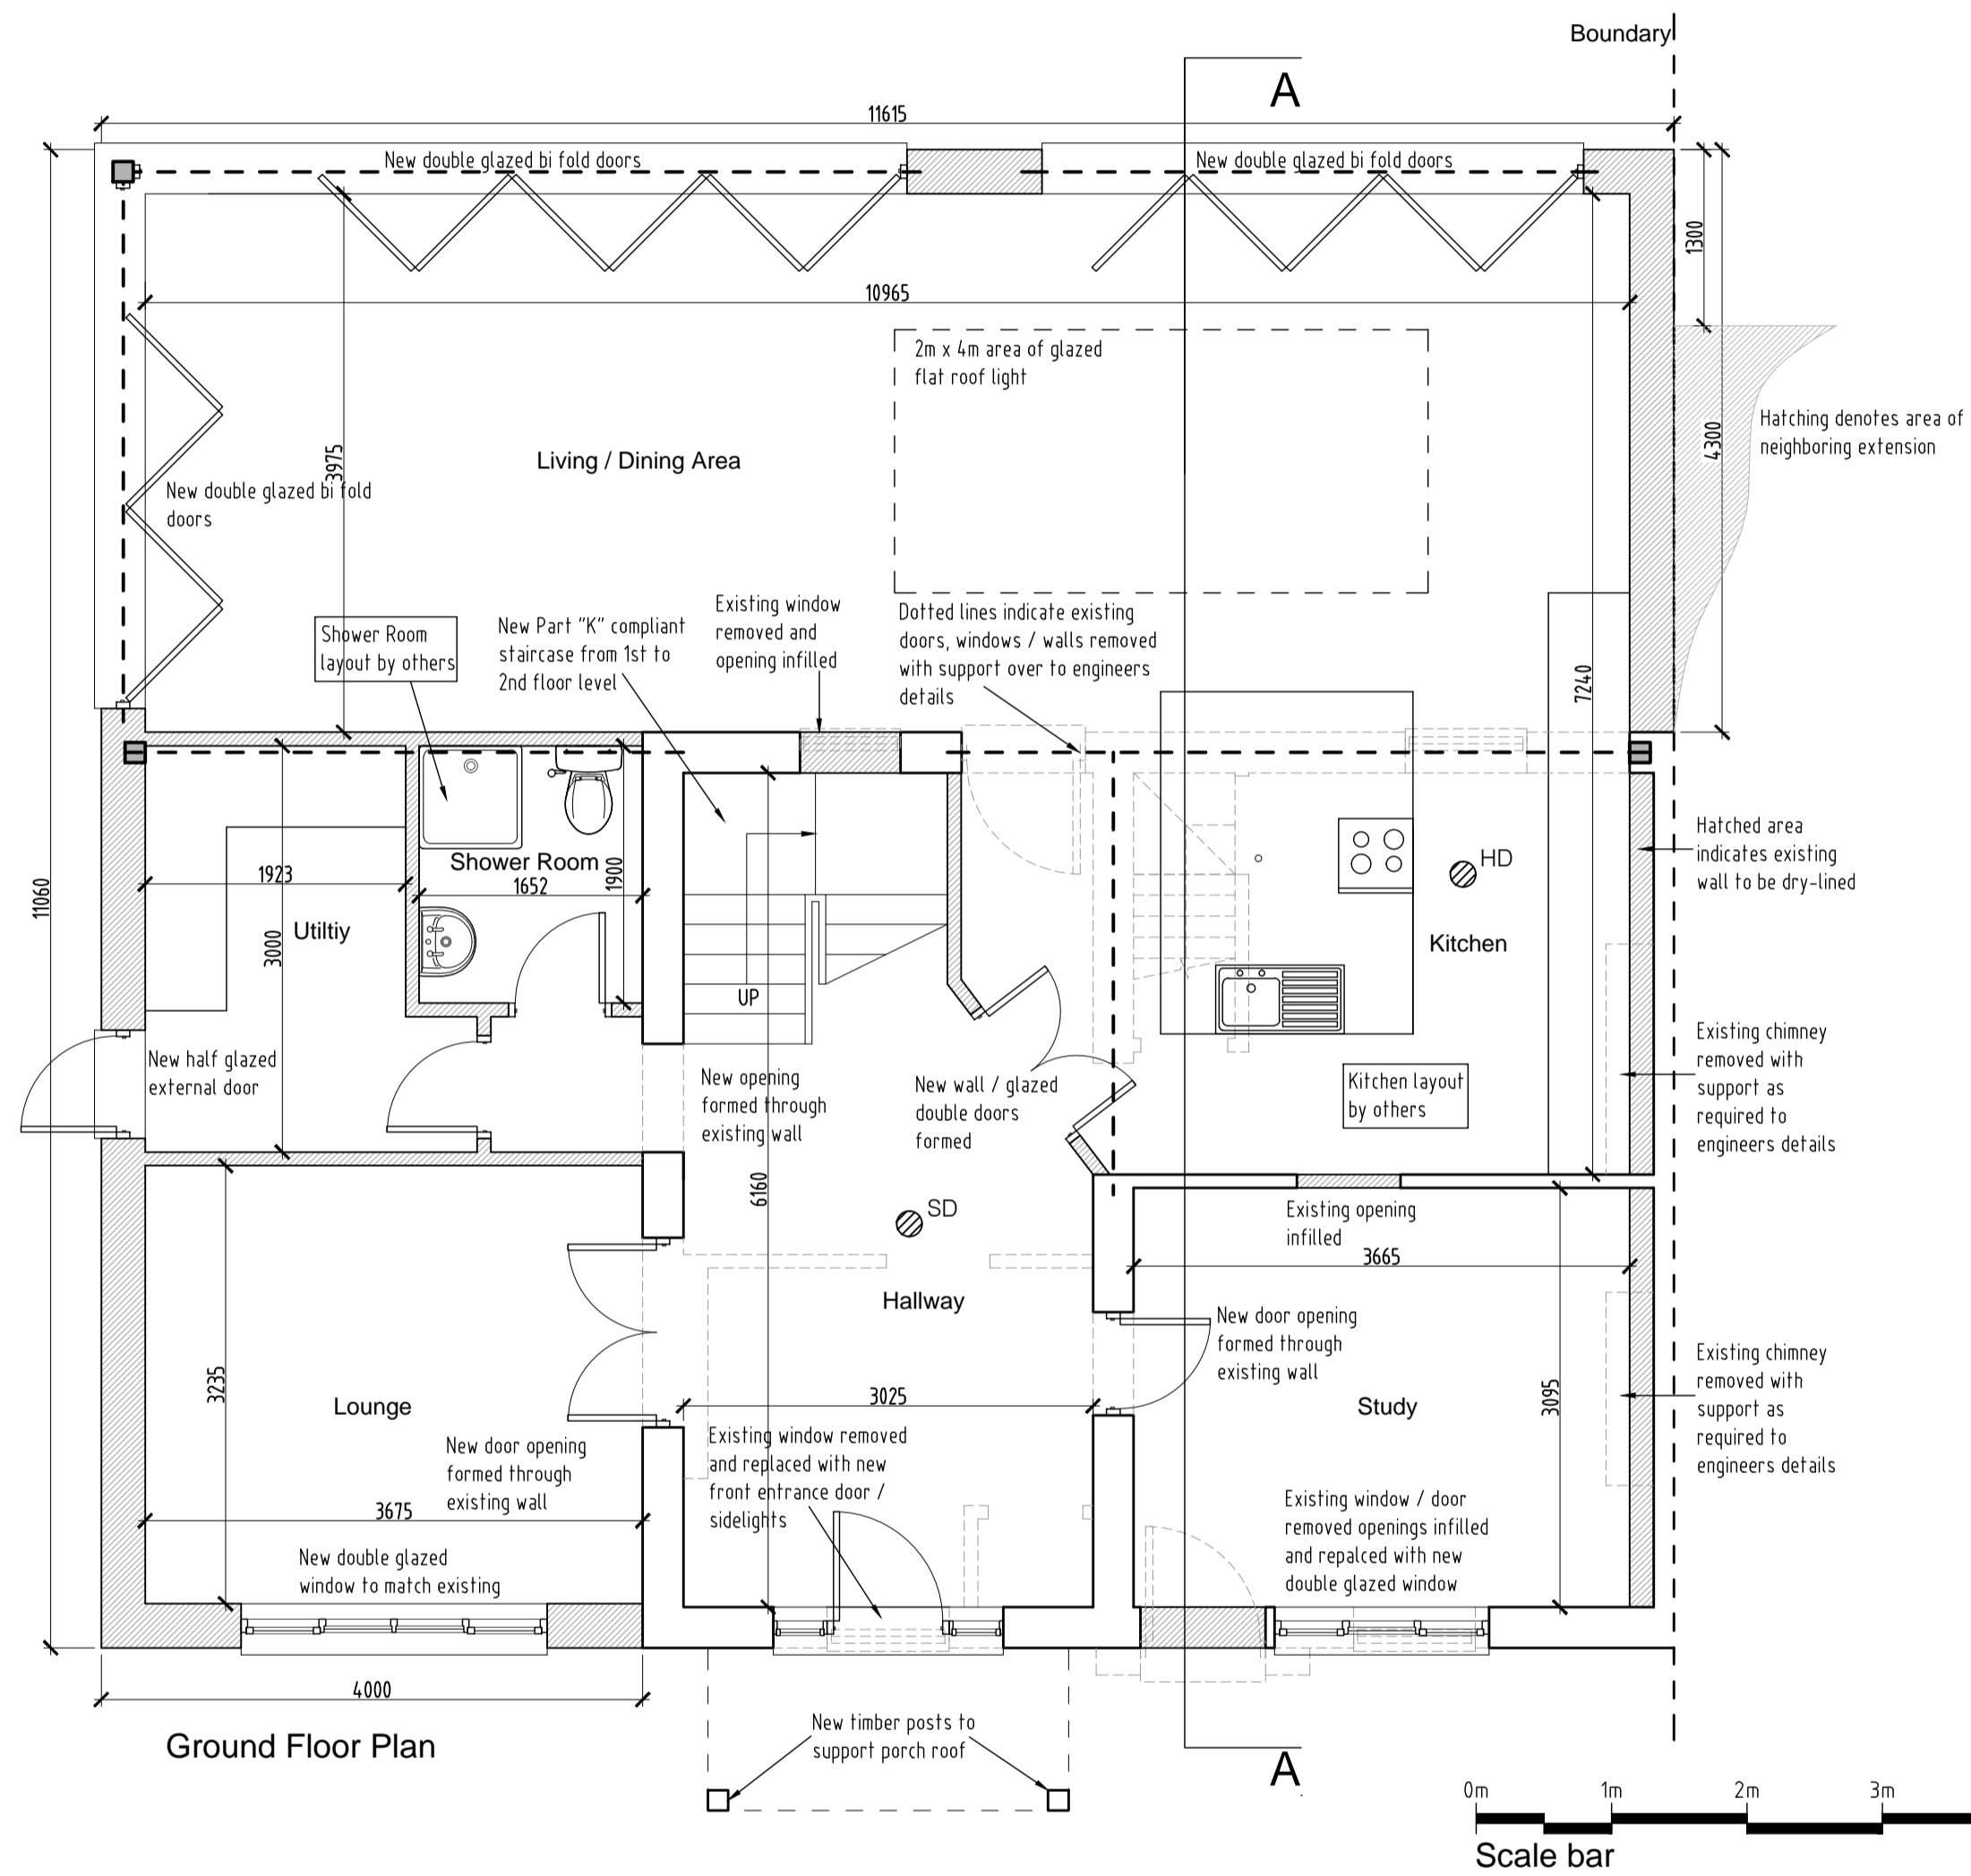 Boundary
A
11615
New double glazed bi fold doors
New double glazed bi fold doors
1300
10965
2m x 4m area of glazed
flat roof light
Hatching denotes area of
neighboring extension
4300
3975
Living / Dining Area
New double glazed bi fold
doors
Shower Room
layout by others
New Part "K" compliant
staircase from 1st to
2nd floor level
Existing window
removed and
opening infilled
Dotted lines indicate existing
doors, windows / walls removed
with support over to engineers
details
7240
11060
1923
Shower Room
1652
1900
Utiltiy
3000
UP
HD
Kitchen
Hatched area
indicates existing
wall to be dry-lined
New half glazed
external door
New opening
formed through
existing wall
New wall / glazed
double doors
formed
Kitchen layout
by others
Existing chimney
removed with
support as
required to
engineers details
6160
SD
Existing opening
infilled
3665
Hallway
New door opening
formed through
existing wall
3235
Lounge
3025
Study
3095
Existing chimney
removed with
support as
required to
engineers details
New door opening
formed through
existing wall
Existing window removed
and replaced with new
front entrance door /
sidelights
3675
Existing window / door
removed openings infilled
and repalced with new
double glazed window
New double glazed
window to match existing
4000
Ground Floor Plan
New timber posts to
support porch roof
A
0m 1m 2m 3m
Scale bar